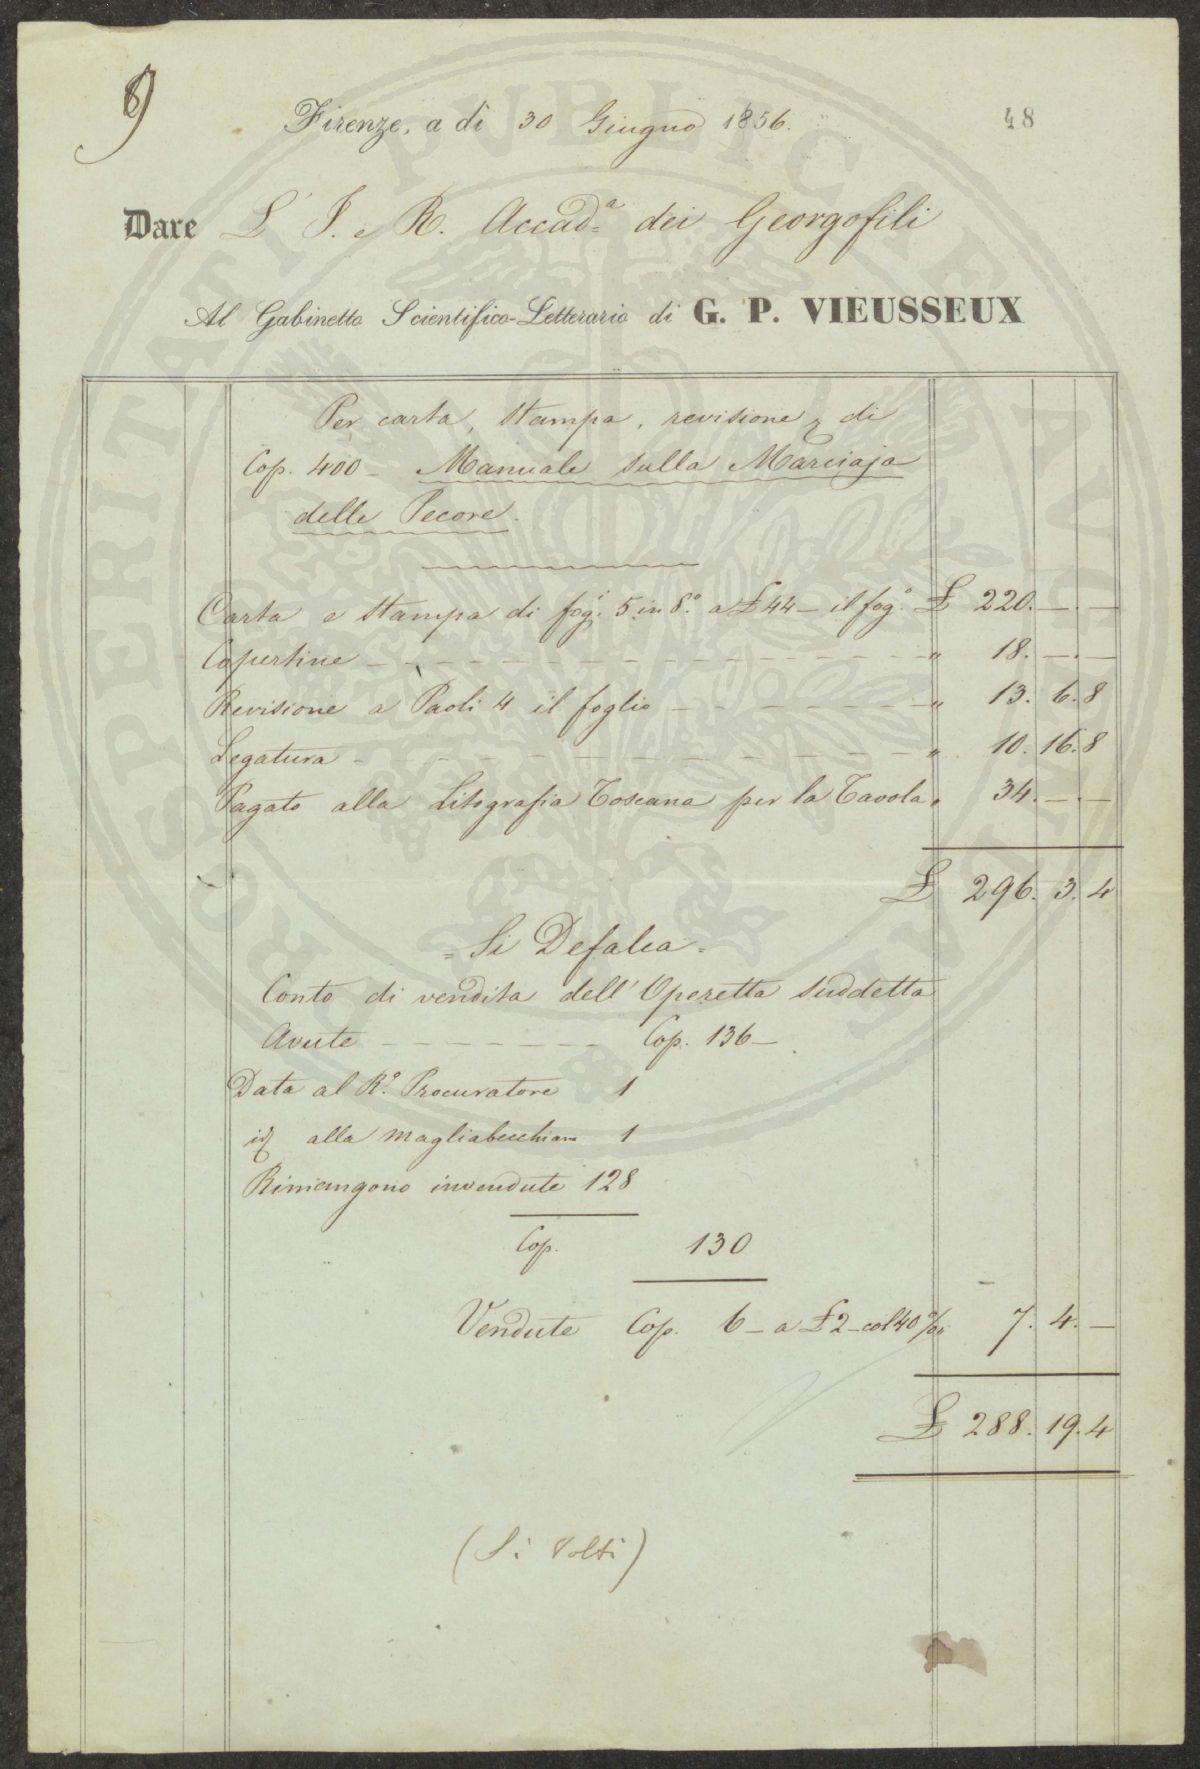 8)
Firenze, a dì 30 Giugno 1856.
48
Dare L' I. e R. Accad.a dei Georgofili
Al Gabinetto Scientifico-Letterario di G. P. VIEUSSEUX
Per carta, stampa, revisione, di
Cop. 400 - Manuale sulla Marciaja
delle Pecore.
Carta e stampa di fog.i 5 in 8.o a £ 44 - il fog.o £ 220. — . —
Copertine - - - " 18. — . —
Revisione a Paoli 4 il foglio - - - " 13. 6. 8
Legatura - - - " 10. 16. 8
Pagato alla Litografia Toscana per la Tavola " 34. — . —
£ 296. 3. 4
= Si Defalca =
Conto di vendita dell' Operetta suddetta
Avute - - - Cop. 136 -
Data al R.o Procuratore 1
id alla Magliabecchiana 1
Rimangono invendute 128
Cop. 130
Vendute Cop. 6 - a £ 2 - col 40 % 7. 4. —
£ 288. 19. 4
(Si Volti)
PROSPERITATI PVBLICAE AVGENDAE